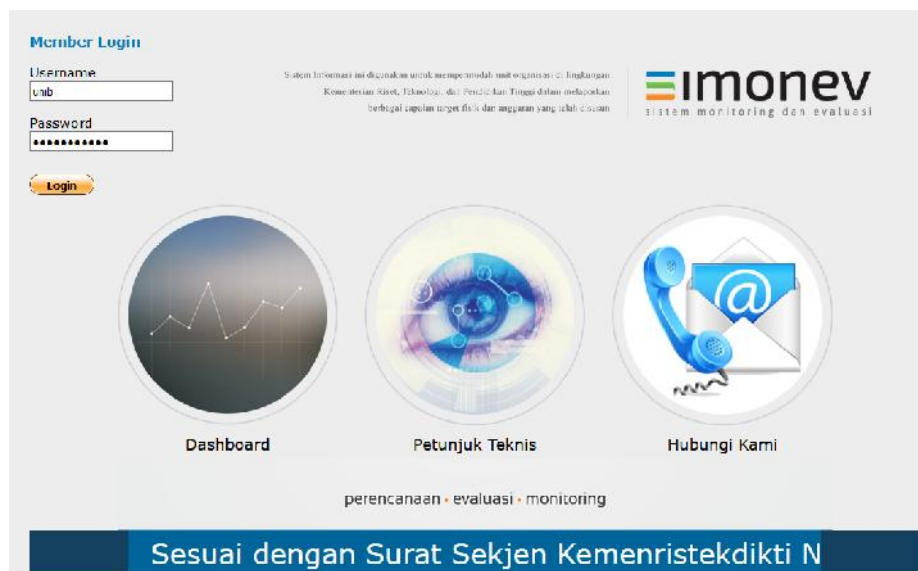 Member Login
Username
unib
Password
Login
Sistem Informasi ini digunakan untuk mempermudah unit organisasi di lingkungan
Kementerian Riset, Teknologi, dan Pendidikan Tinggi dalam melaporkan
berbagai capaian target fisik dan anggaran yang telah disusun
simonev
sistem monitoring dan evaluasi
@
Dashboard
Petunjuk Teknis
Hubungi Kami
perencanaan • evaluasi • monitoring
Sesuai dengan Surat Sekjen Kemenristekdikti N